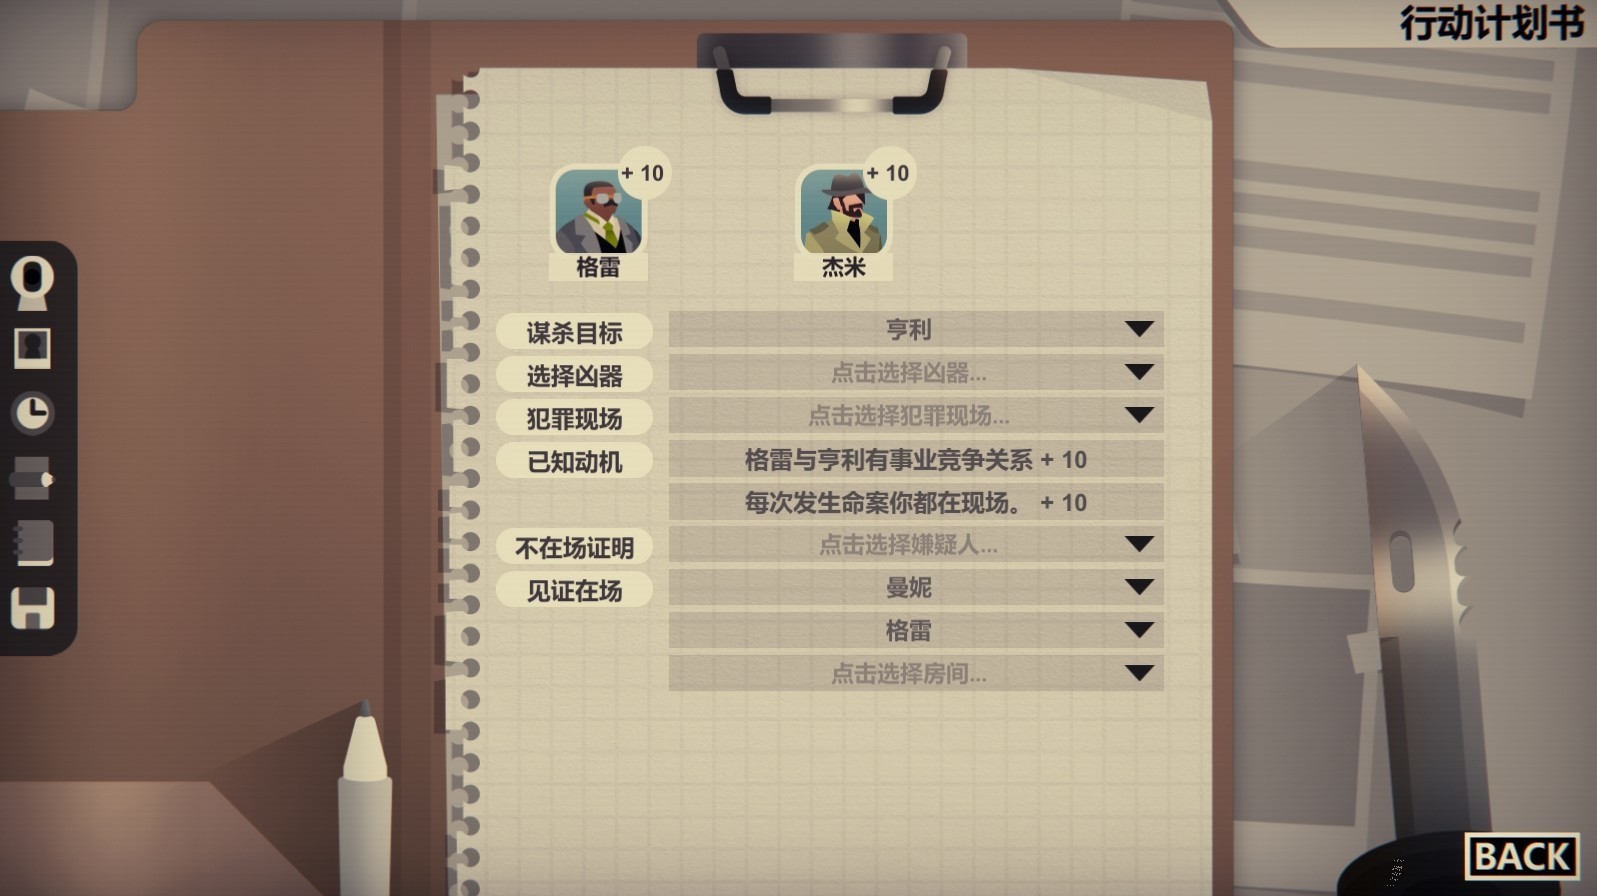 行动计划书
+ 10
+ 10
格雷
杰米
谋杀目标
亨利
选择凶器
点击选择凶器...
犯罪现场
点击选择犯罪现场...
已知动机
格雷与亨利有事业竞争关系 + 10
每次发生命案你都在现场。 + 10
不在场证明
点击选择嫌疑人...
见证在场
曼妮
格雷
点击选择房间...
BACK